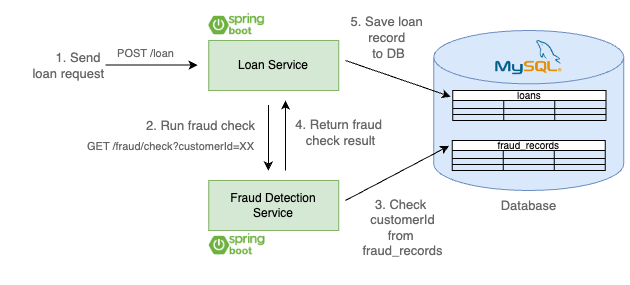 spring
boot
5. Save loan
record
to DB
1. Send
loan request
POST /loan
Loan Service
MySQL®
loans
2. Run fraud check
GET /fraud/check?customerId=XX
4. Return fraud
check result
fraud_records
Fraud Detection
Service
3. Check
customerId
from
fraud_records
Database
spring
boot